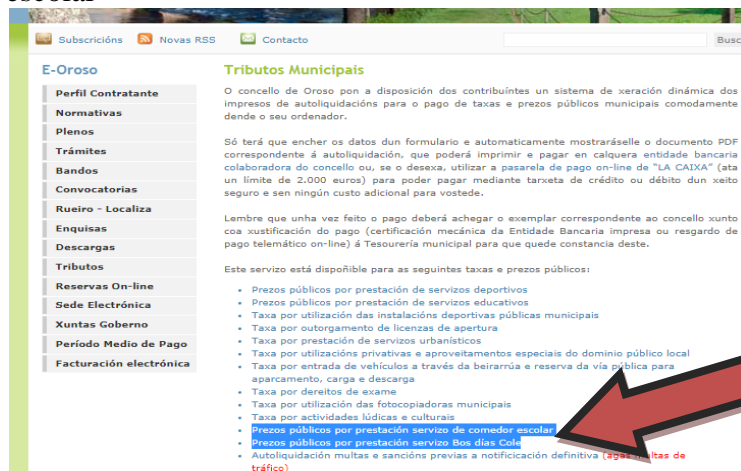 escolar
Subscricións Novas RSS Contacto Busc
E-Oroso
Perfil Contratante
Normativas
Plenos
Trámites
Bandos
Convocatorias
Rueiro - Localiza
Enquisas
Descargas
Tributos
Reservas On-line
Sede Electrónica
Xuntas Goberno
Período Medio de Pago
Facturación electrónica
Tributos Municipais
O concello de Oroso pon a disposición dos contribuíntes un sistema de xeración dinámica dos
impresos de autoliquidacións para o pago de taxas e prezos públicos municipais comodamente
dende o seu ordenador.
Só terá que encher os datos dun formulario e automaticamente mostraráselle o documento PDF
correspondente á autoliquidación, que poderá imprimir e pagar en calquera entidade bancaria
colaboradora do concello ou, se o desexa, utilizar a pasarela de pago on-line de "LA CAIXA" (ata
un límite de 2.000 euros) para poder pagar mediante tarxeta de crédito ou débito dun xeito
seguro e sen ningún custo adicional para vostede.
Lembre que unha vez feito o pago deberá achegar o exemplar correspondente ao concello xunto
coa xustificación do pago (certificación mecánica da Entidade Bancaria impresa ou resgardo de
pago telemático on-line) á Tesourería municipal para que quede constancia deste.
Este servizo está dispoñible para as seguintes taxas e prezos públicos:
• Prezos públicos por prestación de servizos deportivos
• Prezos públicos por prestación de servizos educativos
• Taxa por utilización das instalacións deportivas públicas municipais
• Taxa por outorgamento de licenzas de apertura
• Taxa por prestación de servizos urbanísticos
• Taxa por utilizacións privativas e aproveitamentos especiais do dominio público local
• Taxa por entrada de vehículos a través da beirarrúa e reserva da vía pública para
aparcamento, carga e descarga
• Taxa por dereitos de exame
• Taxa por utilización das fotocopiadoras municipais
• Taxa por actividades lúdicas e culturais
• Prezos públicos por prestación servizo de comedor escolar
• Prezos públicos por prestación servizo Bos días Cole
• Autoliquidación multas e sancións previas a notificicación definitiva (agás multas de
tráfico)